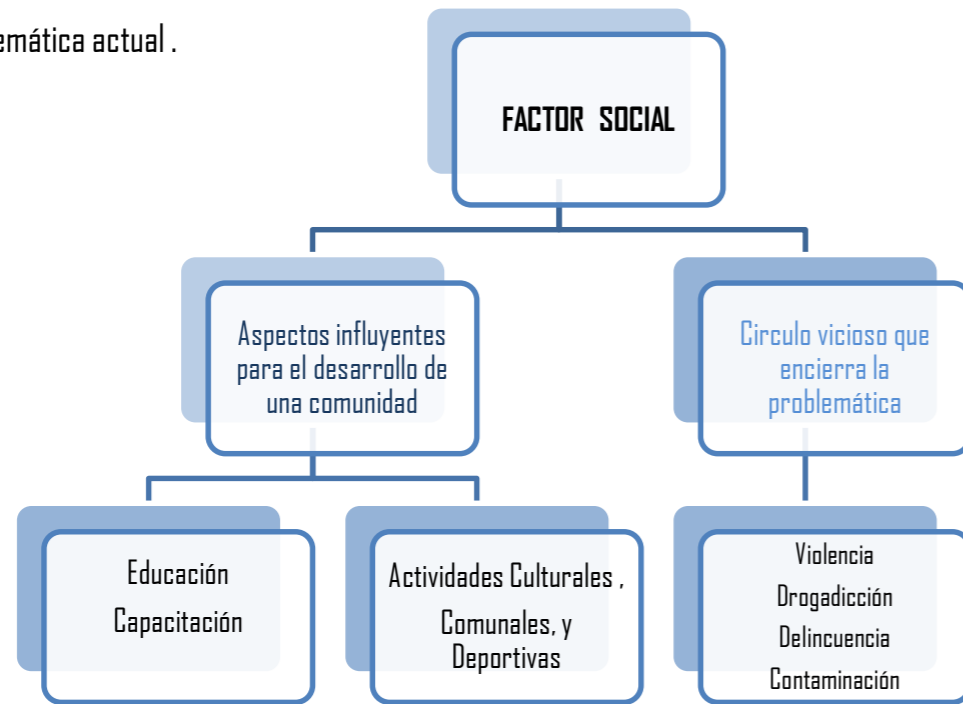 emática actual .
FACTOR SOCIAL
Aspectos influyentes
para el desarrollo de
una comunidad
Circulo vicioso que
encierra la
problemática
Educación
Capacitación
Actividades Culturales ,
Comunales, y
Deportivas
Violencia
Drogadicción
Delincuencia
Contaminación